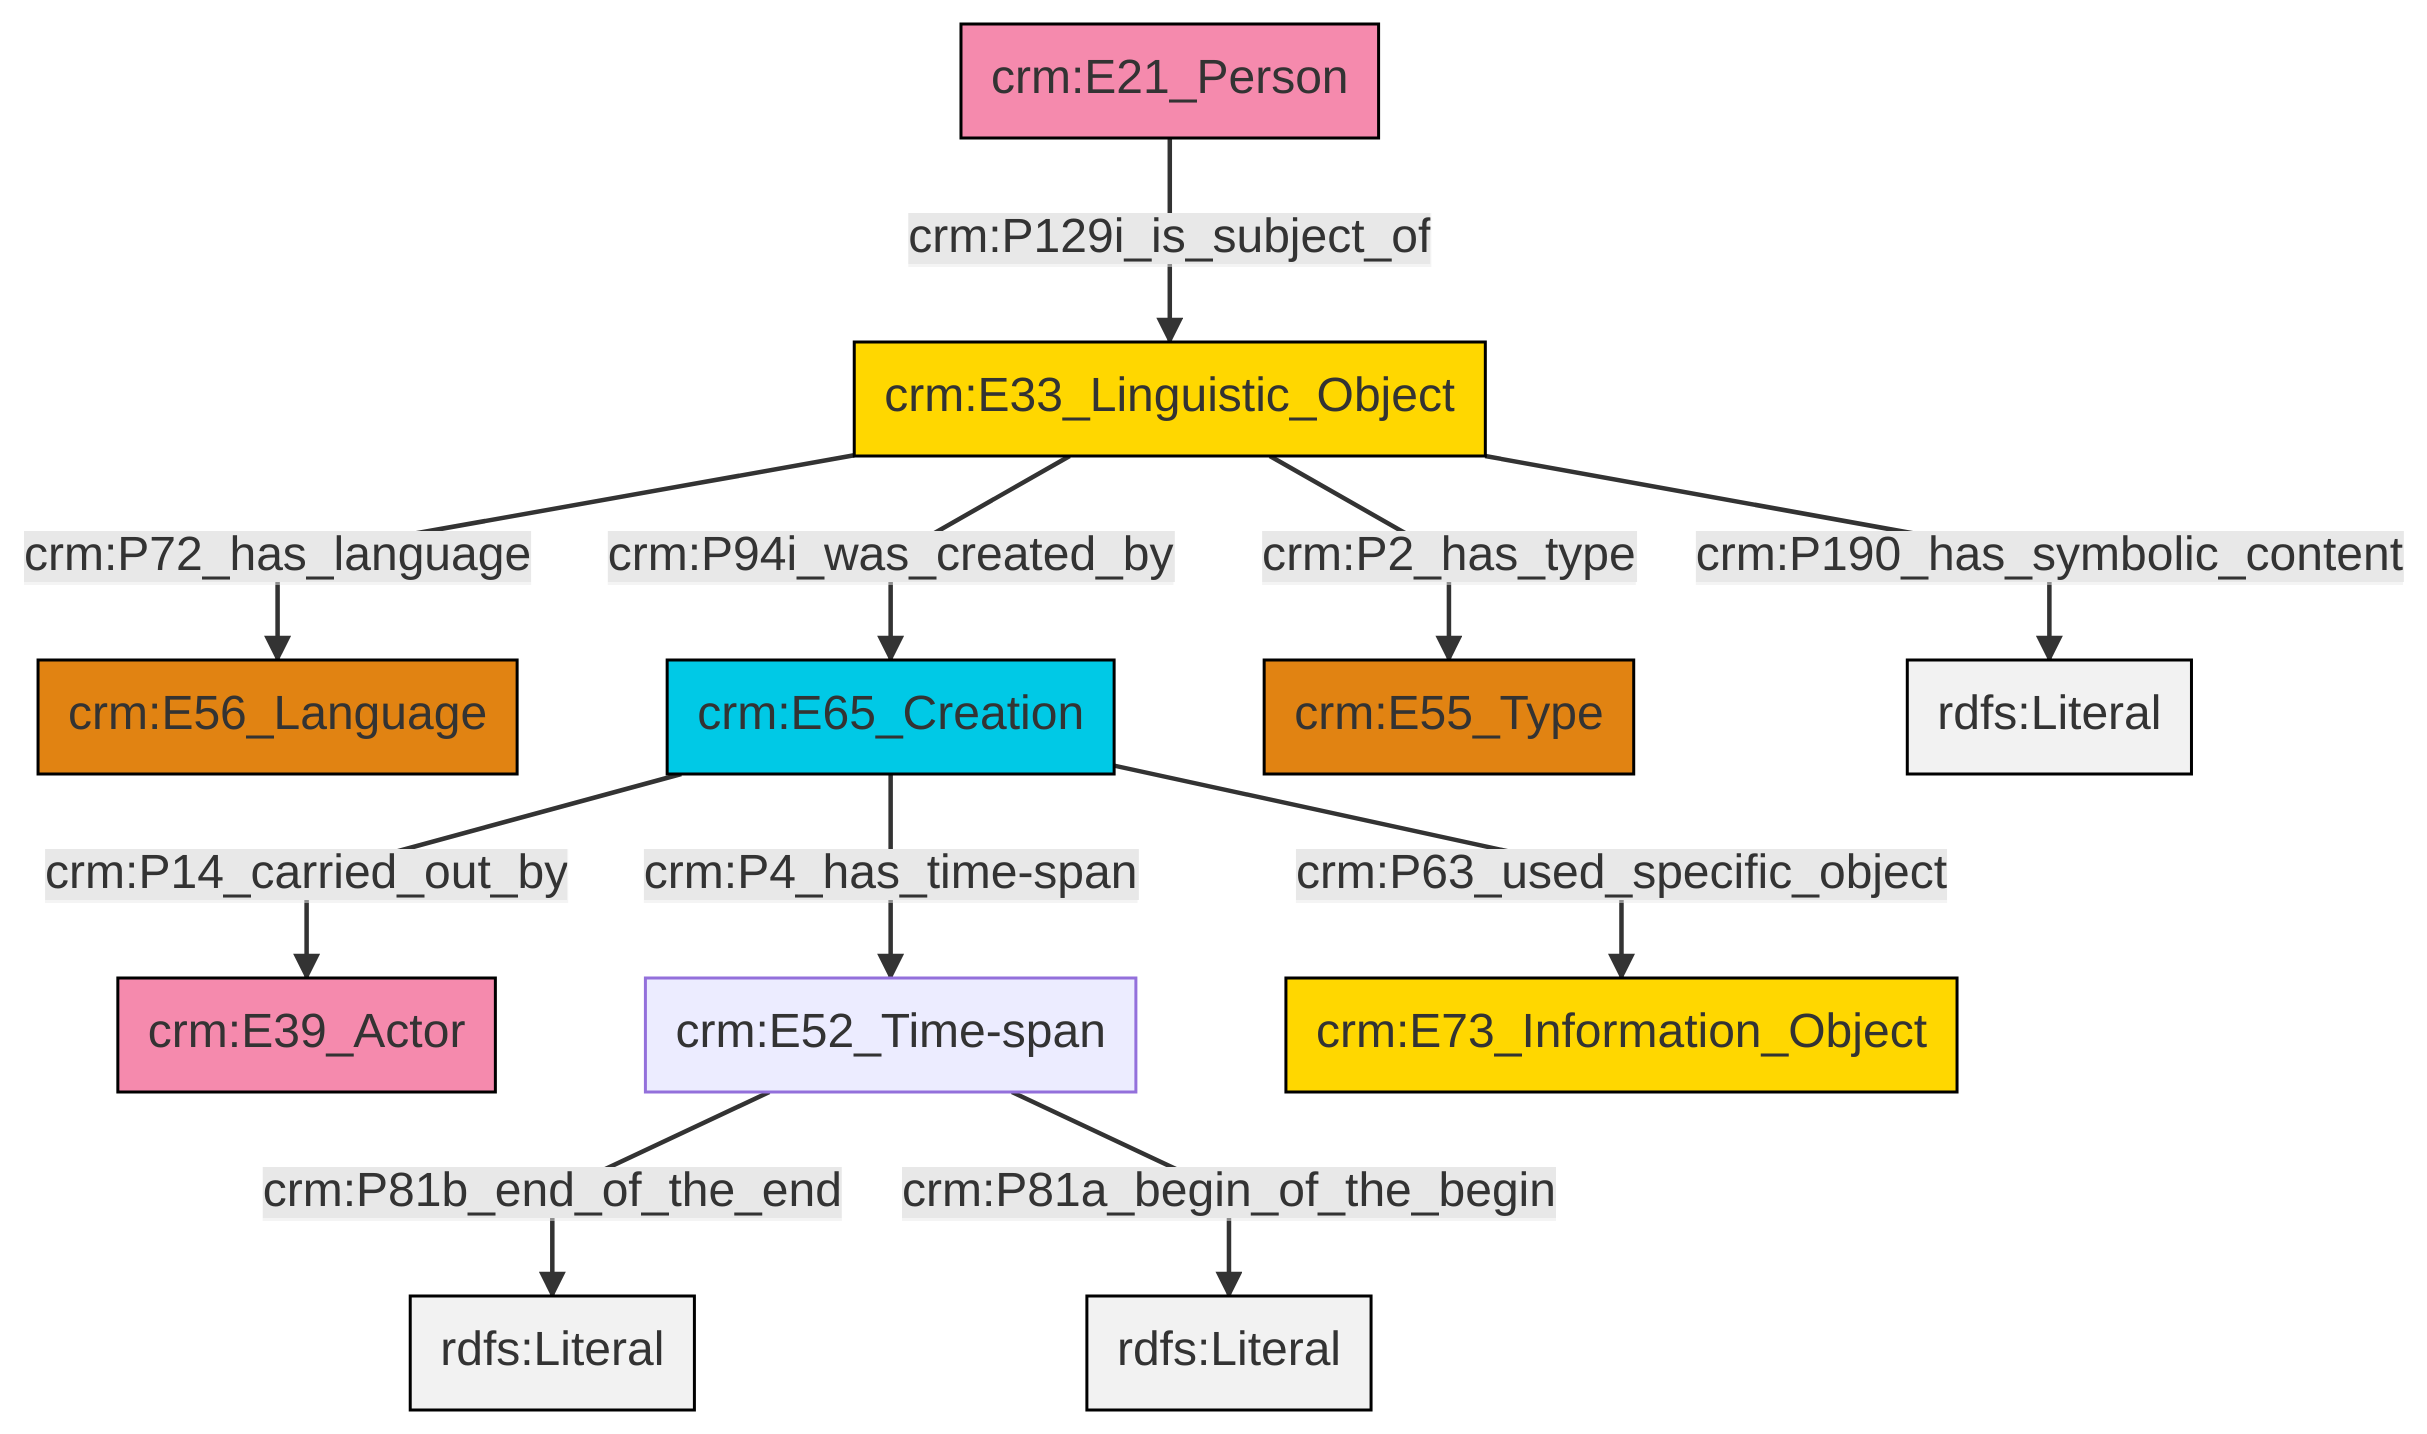 crm:E21_Person
crm:P129i_is_subject_of
crm:E33_Linguistic_Object
crm:P72_has_language
crm:P94i_was_created_by
crm:P2_has_type
crm:P190_has_symbolic_content
crm:E56_Language
crm:E65_Creation
crm:E55_Type
rdfs:Literal
crm:P14_carried_out_by
crm:P4_has_time-span
crm:P63_used_specific_object
crm:E39_Actor
crm:E52_Time-span
crm:E73_Information_Object
crm:P81b_end_of_the_end
crm:P81a_begin_of_the_begin
rdfs:Literal
rdfs:Literal